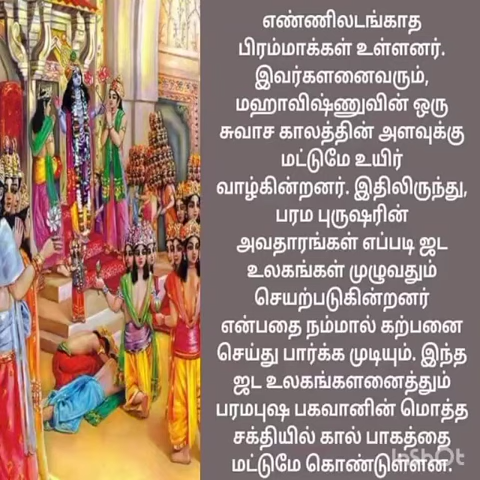 எண்ணிலடங்காத
பிரம்மாக்கள் உள்ளனர்.
இவர்களனைவரும்,
மஹாவிஷ்ணுவின் ஒரு
சுவாச காலத்தின் அளவுக்கு
மட்டுமே உயிர்
வாழ்கின்றனர். இதிலிருந்து,
பரம புருஷரின்
அவதாரங்கள் எப்படி ஜட
உலகங்கள் முழுவதும்
செயற்படுகின்றனர்
என்பதை நம்மால் கற்பனை
செய்து பார்க்க முடியும். இந்த
ஜட உலகங்களனைத்தும்
பரமபுஷ பகவானின் மொத்த
சக்தியில் கால் பாகத்தை
மட்டுமே கொண்டுள்ளன.
InShOt